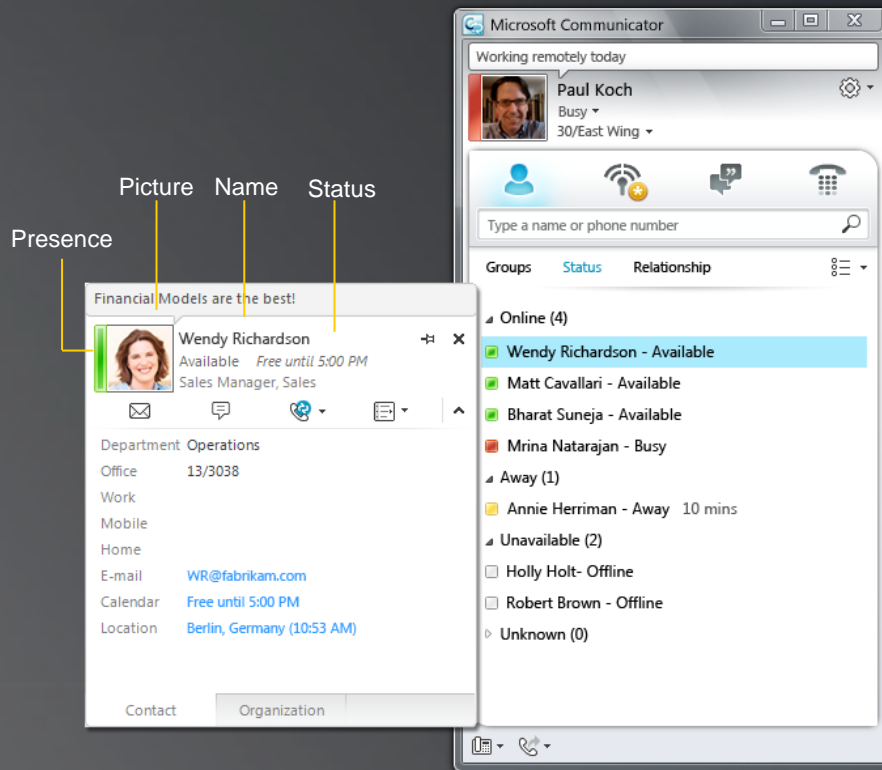 Microsoft Communicator
Working remotely today
Paul Koch
Busy
30/East Wing
Type a name or phone number
Groups Status Relationship
Online (4)
Wendy Richardson - Available
Matt Cavallari - Available
Bharat Suneja - Available
Mrina Natarajan - Busy
Away (1)
Annie Herriman - Away 10 mins
Unavailable (2)
Holly Holt- Offline
Robert Brown - Offline
Unknown (0)
Picture Name Status
Presence
Financial Models are the best!
Wendy Richardson
Available Free until 5:00 PM
Sales Manager, Sales
Department Operations
Office 13/3038
Work
Mobile
Home
E-mail WR@fabrikam.com
Calendar Free until 5:00 PM
Location Berlin, Germany (10:53 AM)
Contact Organization